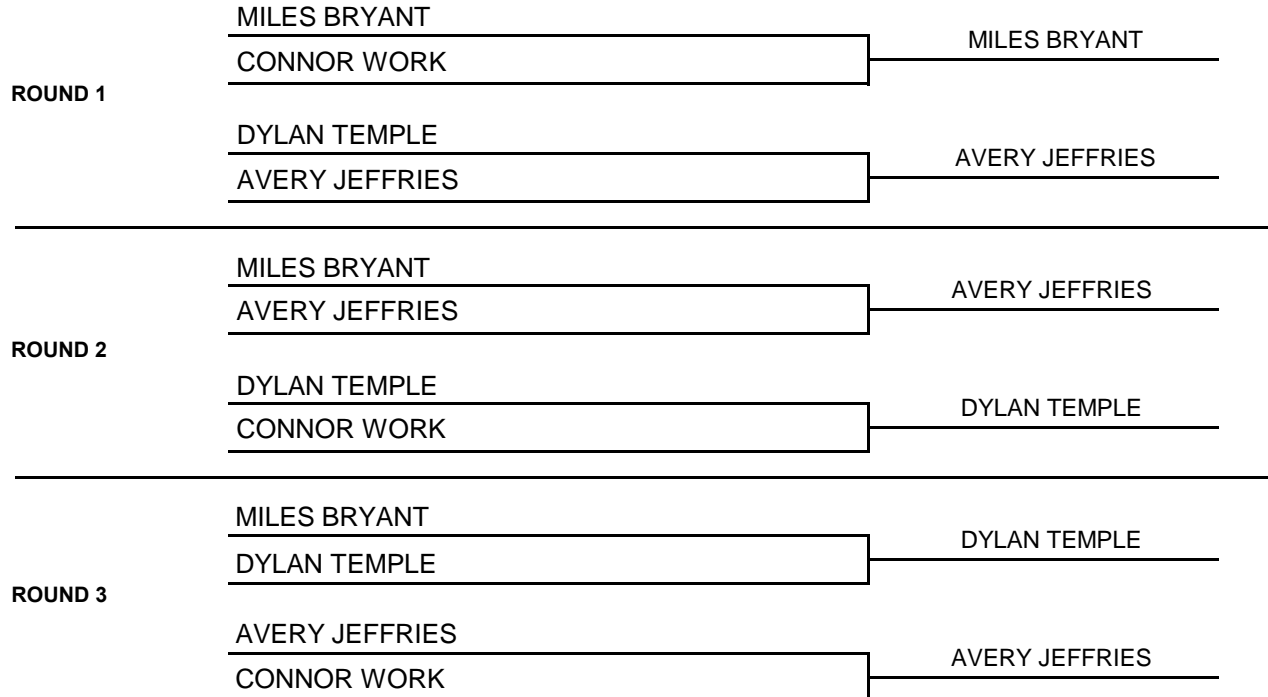 MILES BRYANT
MILES BRYANT
CONNOR WORK
ROUND 1
DYLAN TEMPLE
AVERY JEFFRIES
AVERY JEFFRIES
MILES BRYANT
AVERY JEFFRIES
AVERY JEFFRIES
ROUND 2
DYLAN TEMPLE
DYLAN TEMPLE
CONNOR WORK
MILES BRYANT
DYLAN TEMPLE
DYLAN TEMPLE
ROUND 3
AVERY JEFFRIES
AVERY JEFFRIES
CONNOR WORK